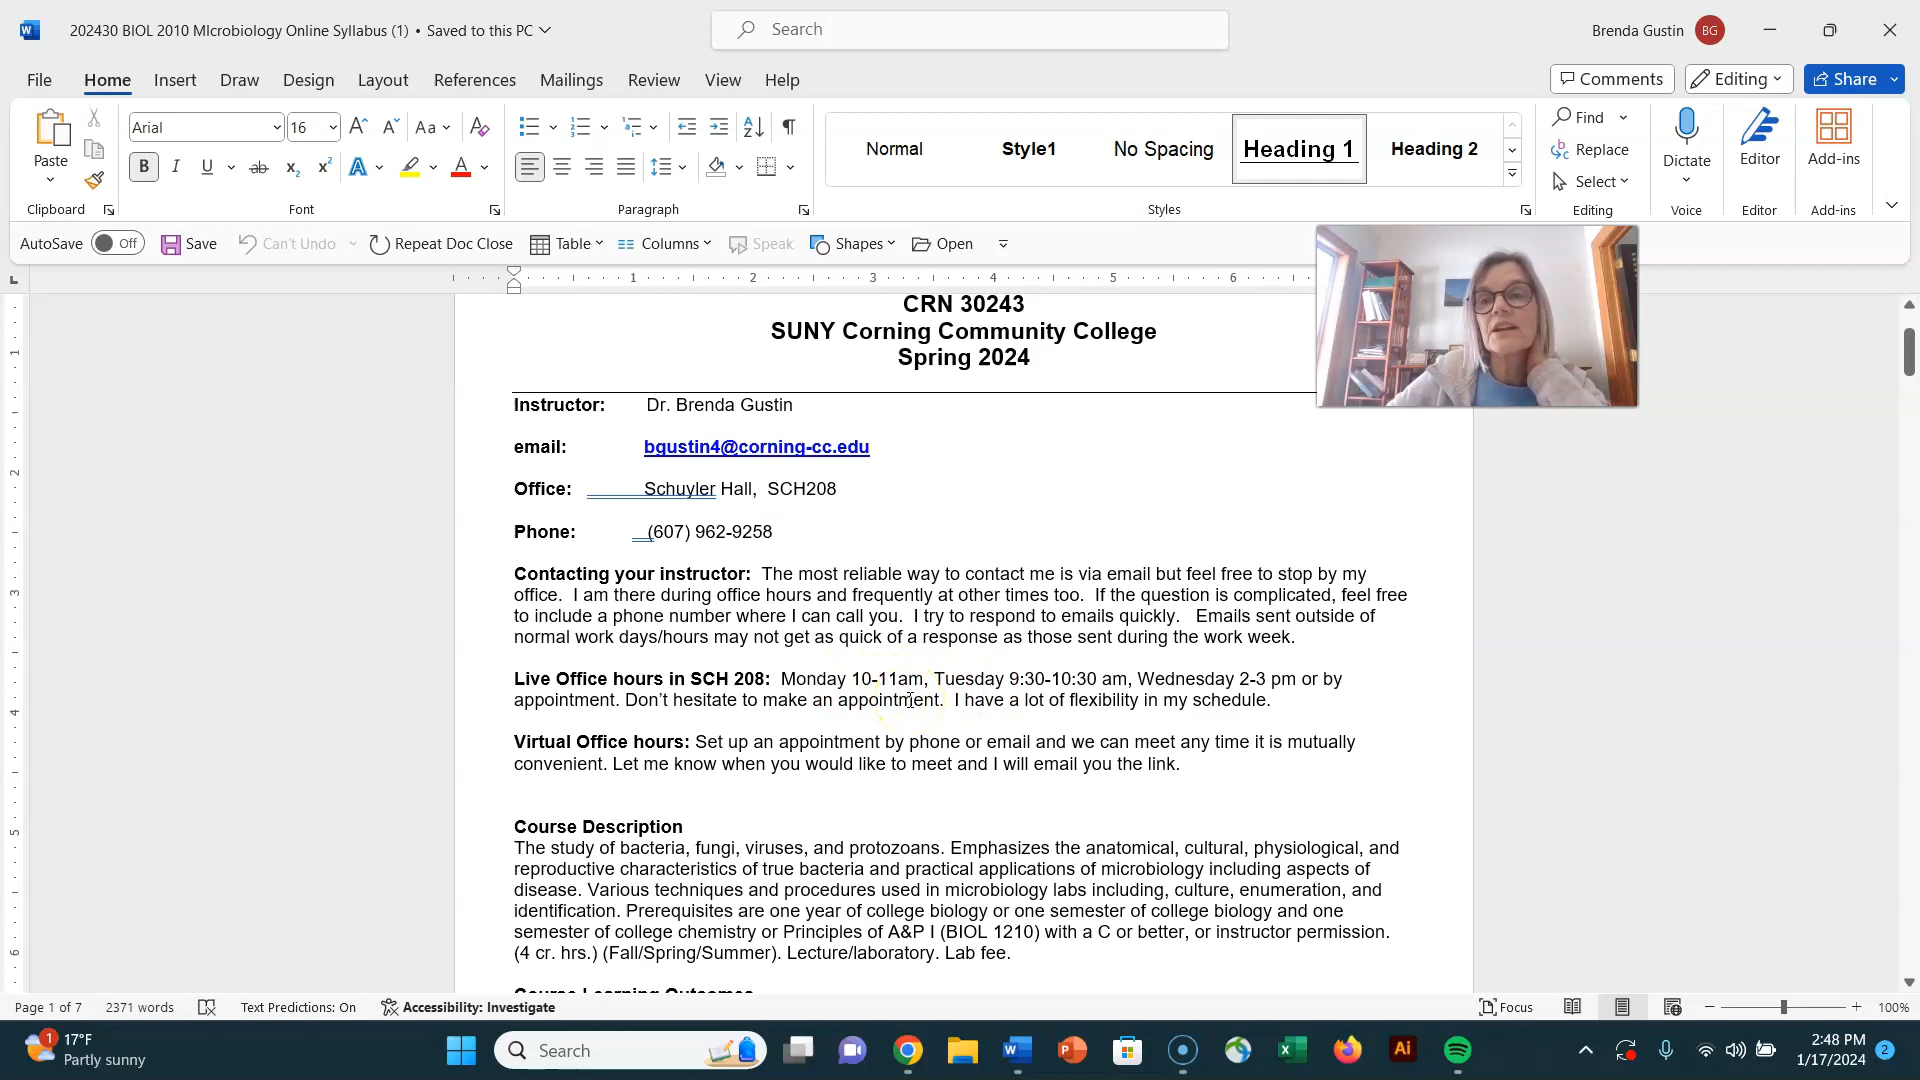 202430 BIOL 2010 MIcrobiology Online Syllabus (1) • Saved to this PC
Search
Brenda Gustin BG
File Home Insert Draw Design Layout References Mailings Review View Help
Comments Editing Share
Paste
Arial 16
Aa
B I U ab x₂ x² A A
Normal Style1 No Spacing Heading 1 Heading 2
Find
Replace
Select
Dictate Editor Add-ins
Clipboard Font Paragraph Styles Editing Voice Editor Add-ins
AutoSave Off Save Can't Undo Repeat Doc Close Table Columns Speak Shapes Open
1 2 3 4 5 6
CRN 30243
SUNY Corning Community College
Spring 2024
Instructor: Dr. Brenda Gustin
email: bgustin4@corning-cc.edu
Office: Schuyler Hall, SCH208
Phone: (607) 962-9258
Contacting your instructor: The most reliable way to contact me is via email but feel free to stop by my
office. I am there during office hours and frequently at other times too. If the question is complicated, feel free
to include a phone number where I can call you. I try to respond to emails quickly. Emails sent outside of
normal work days/hours may not get as quick of a response as those sent during the work week.
Live Office hours in SCH 208: Monday 10-11am, Tuesday 9:30-10:30 am, Wednesday 2-3 pm or by
appointment. Don't hesitate to make an appointment. I have a lot of flexibility in my schedule.
Virtual Office hours: Set up an appointment by phone or email and we can meet any time it is mutually
convenient. Let me know when you would like to meet and I will email you the link.
Course Description
The study of bacteria, fungi, viruses, and protozoans. Emphasizes the anatomical, cultural, physiological, and
reproductive characteristics of true bacteria and practical applications of microbiology including aspects of
disease. Various techniques and procedures used in microbiology labs including, culture, enumeration, and
identification. Prerequisites are one year of college biology or one semester of college biology and one
semester of college chemistry or Principles of A&P I (BIOL 1210) with a C or better, or instructor permission.
(4 cr. hrs.) (Fall/Spring/Summer). Lecture/laboratory. Lab fee.
Course Learning Outcomes
Page 1 of 7 2371 words Text Predictions: On Accessibility: Investigate Focus 100%
1 17°F
Partly sunny
Search
Ai
2:48 PM
1/17/2024
2